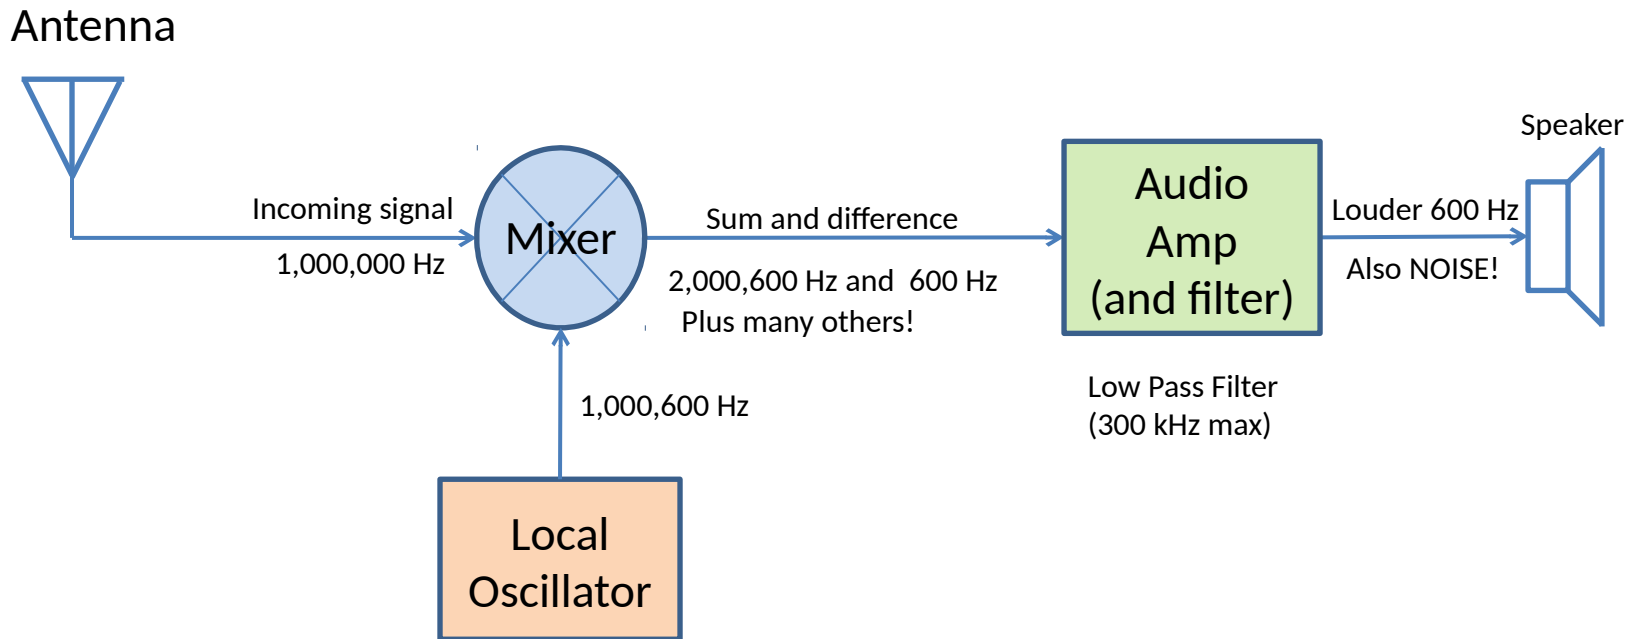 Antenna
Incoming signal
1,000,000 Hz
Mixer
Sum and difference
2,000,600 Hz and  600 Hz
Plus many others!
1,000,600 Hz
Local
Oscillator
Audio
Amp
(and filter)
Low Pass Filter
(300 kHz max)
Louder 600 Hz
Also NOISE!
Speaker